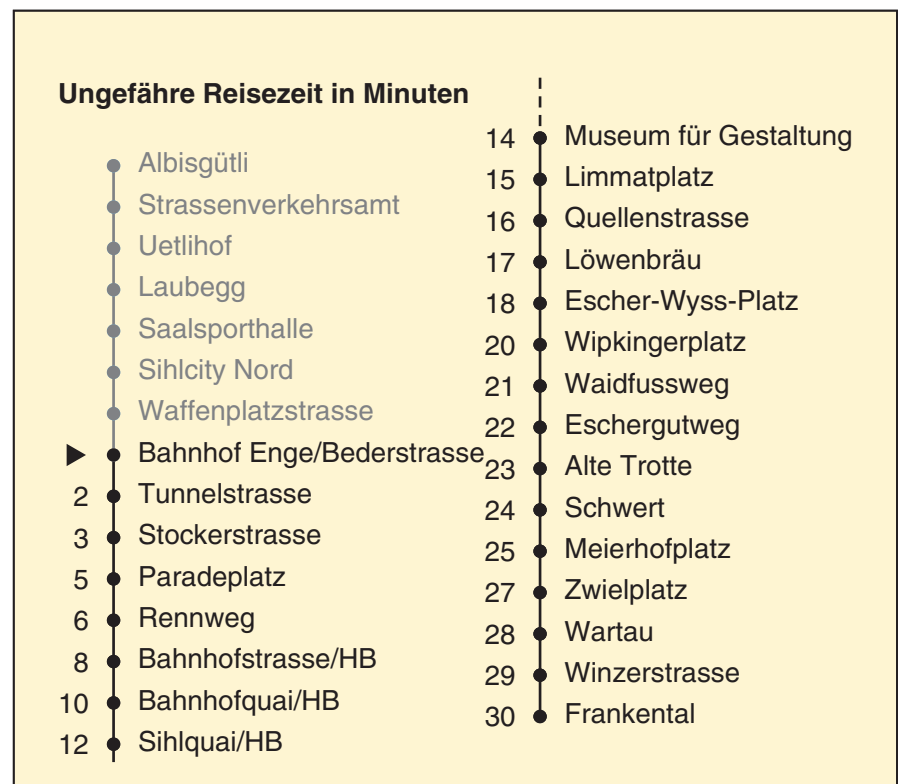 Ungefähre Reisezeit in Minuten
Albisgütli
Strassenverkehrsamt
Uetlihof
Laubegg
Saalsporthalle
Sihlcity Nord
Waffenplatzstrasse
Bahnhof Enge/Bederstrasse
2 Tunnelstrasse
3 Stockerstrasse
5 Paradeplatz
6 Rennweg
8 Bahnhofstrasse/HB
10 Bahnhofquai/HB
12 Sihlquai/HB
14 Museum für Gestaltung
15 Limmatplatz
16 Quellenstrasse
17 Löwenbräu
18 Escher-Wyss-Platz
20 Wipkingerplatz
21 Waidfussweg
22 Eschergutweg
23 Alte Trotte
24 Schwert
25 Meierhofplatz
27 Zwielplatz
28 Wartau
29 Winzerstrasse
30 Frankental